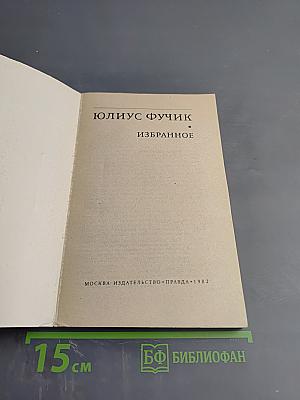 ЮЛИУС ФУЧИК
•
ИЗБРАННОЕ
МОСКВА·ИЗДАТЕЛЬСТВО·ПРАВДА·1982
15 см
БФ БИБЛИОФАН